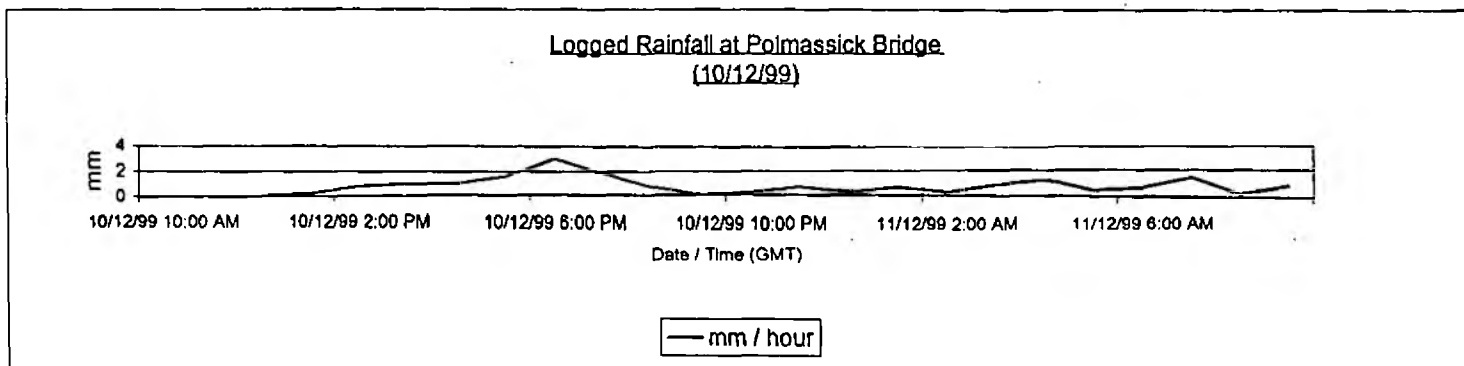 Logged Rainfall at Polmassick Bridge
(10/12/99)
mm
4
2
0
10/12/99 10:00 AM 10/12/99 2:00 PM 10/12/99 6:00 PM 10/12/99 10:00 PM 11/12/99 2:00 AM 11/12/99 6:00 AM
Date / Time (GMT)
mm / hour